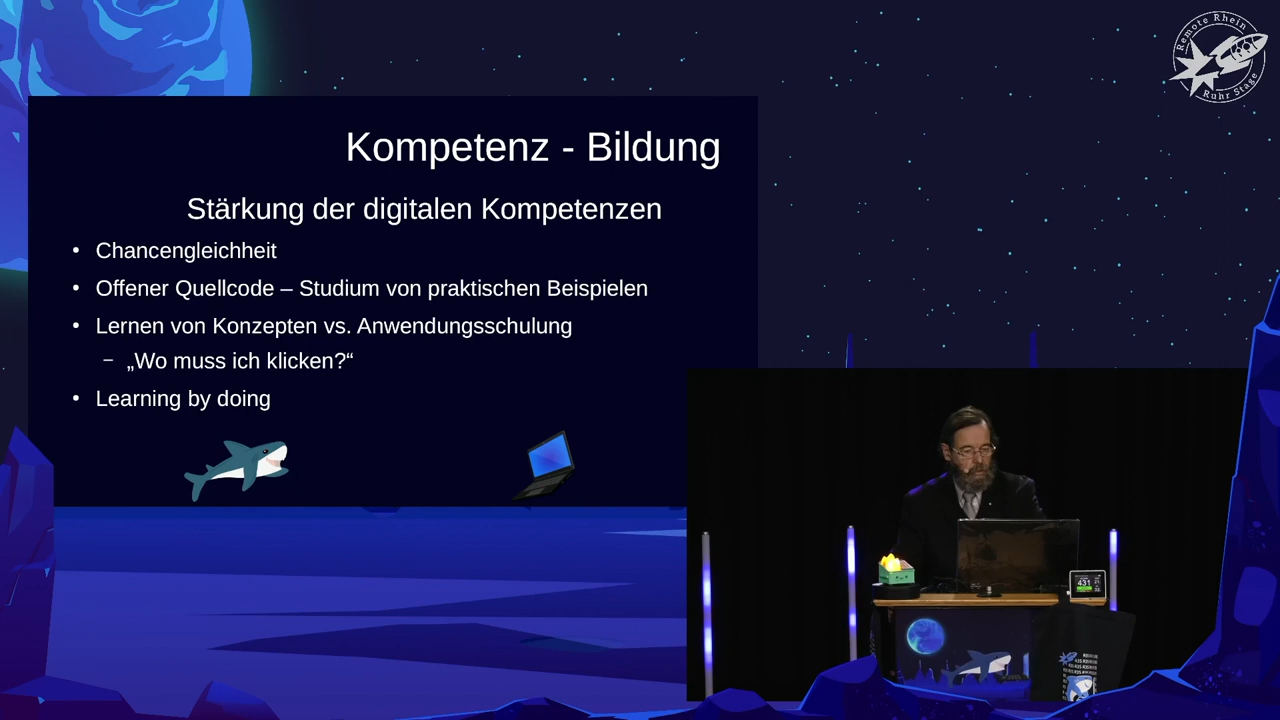 Remote Rhein
Ruhr Stage
Kompetenz - Bildung
Stärkung der digitalen Kompetenzen
• Chancengleichheit
• Offener Quellcode – Studium von praktischen Beispielen
• Lernen von Konzepten vs. Anwendungsschulung
– „Wo muss ich klicken?“
• Learning by doing
431